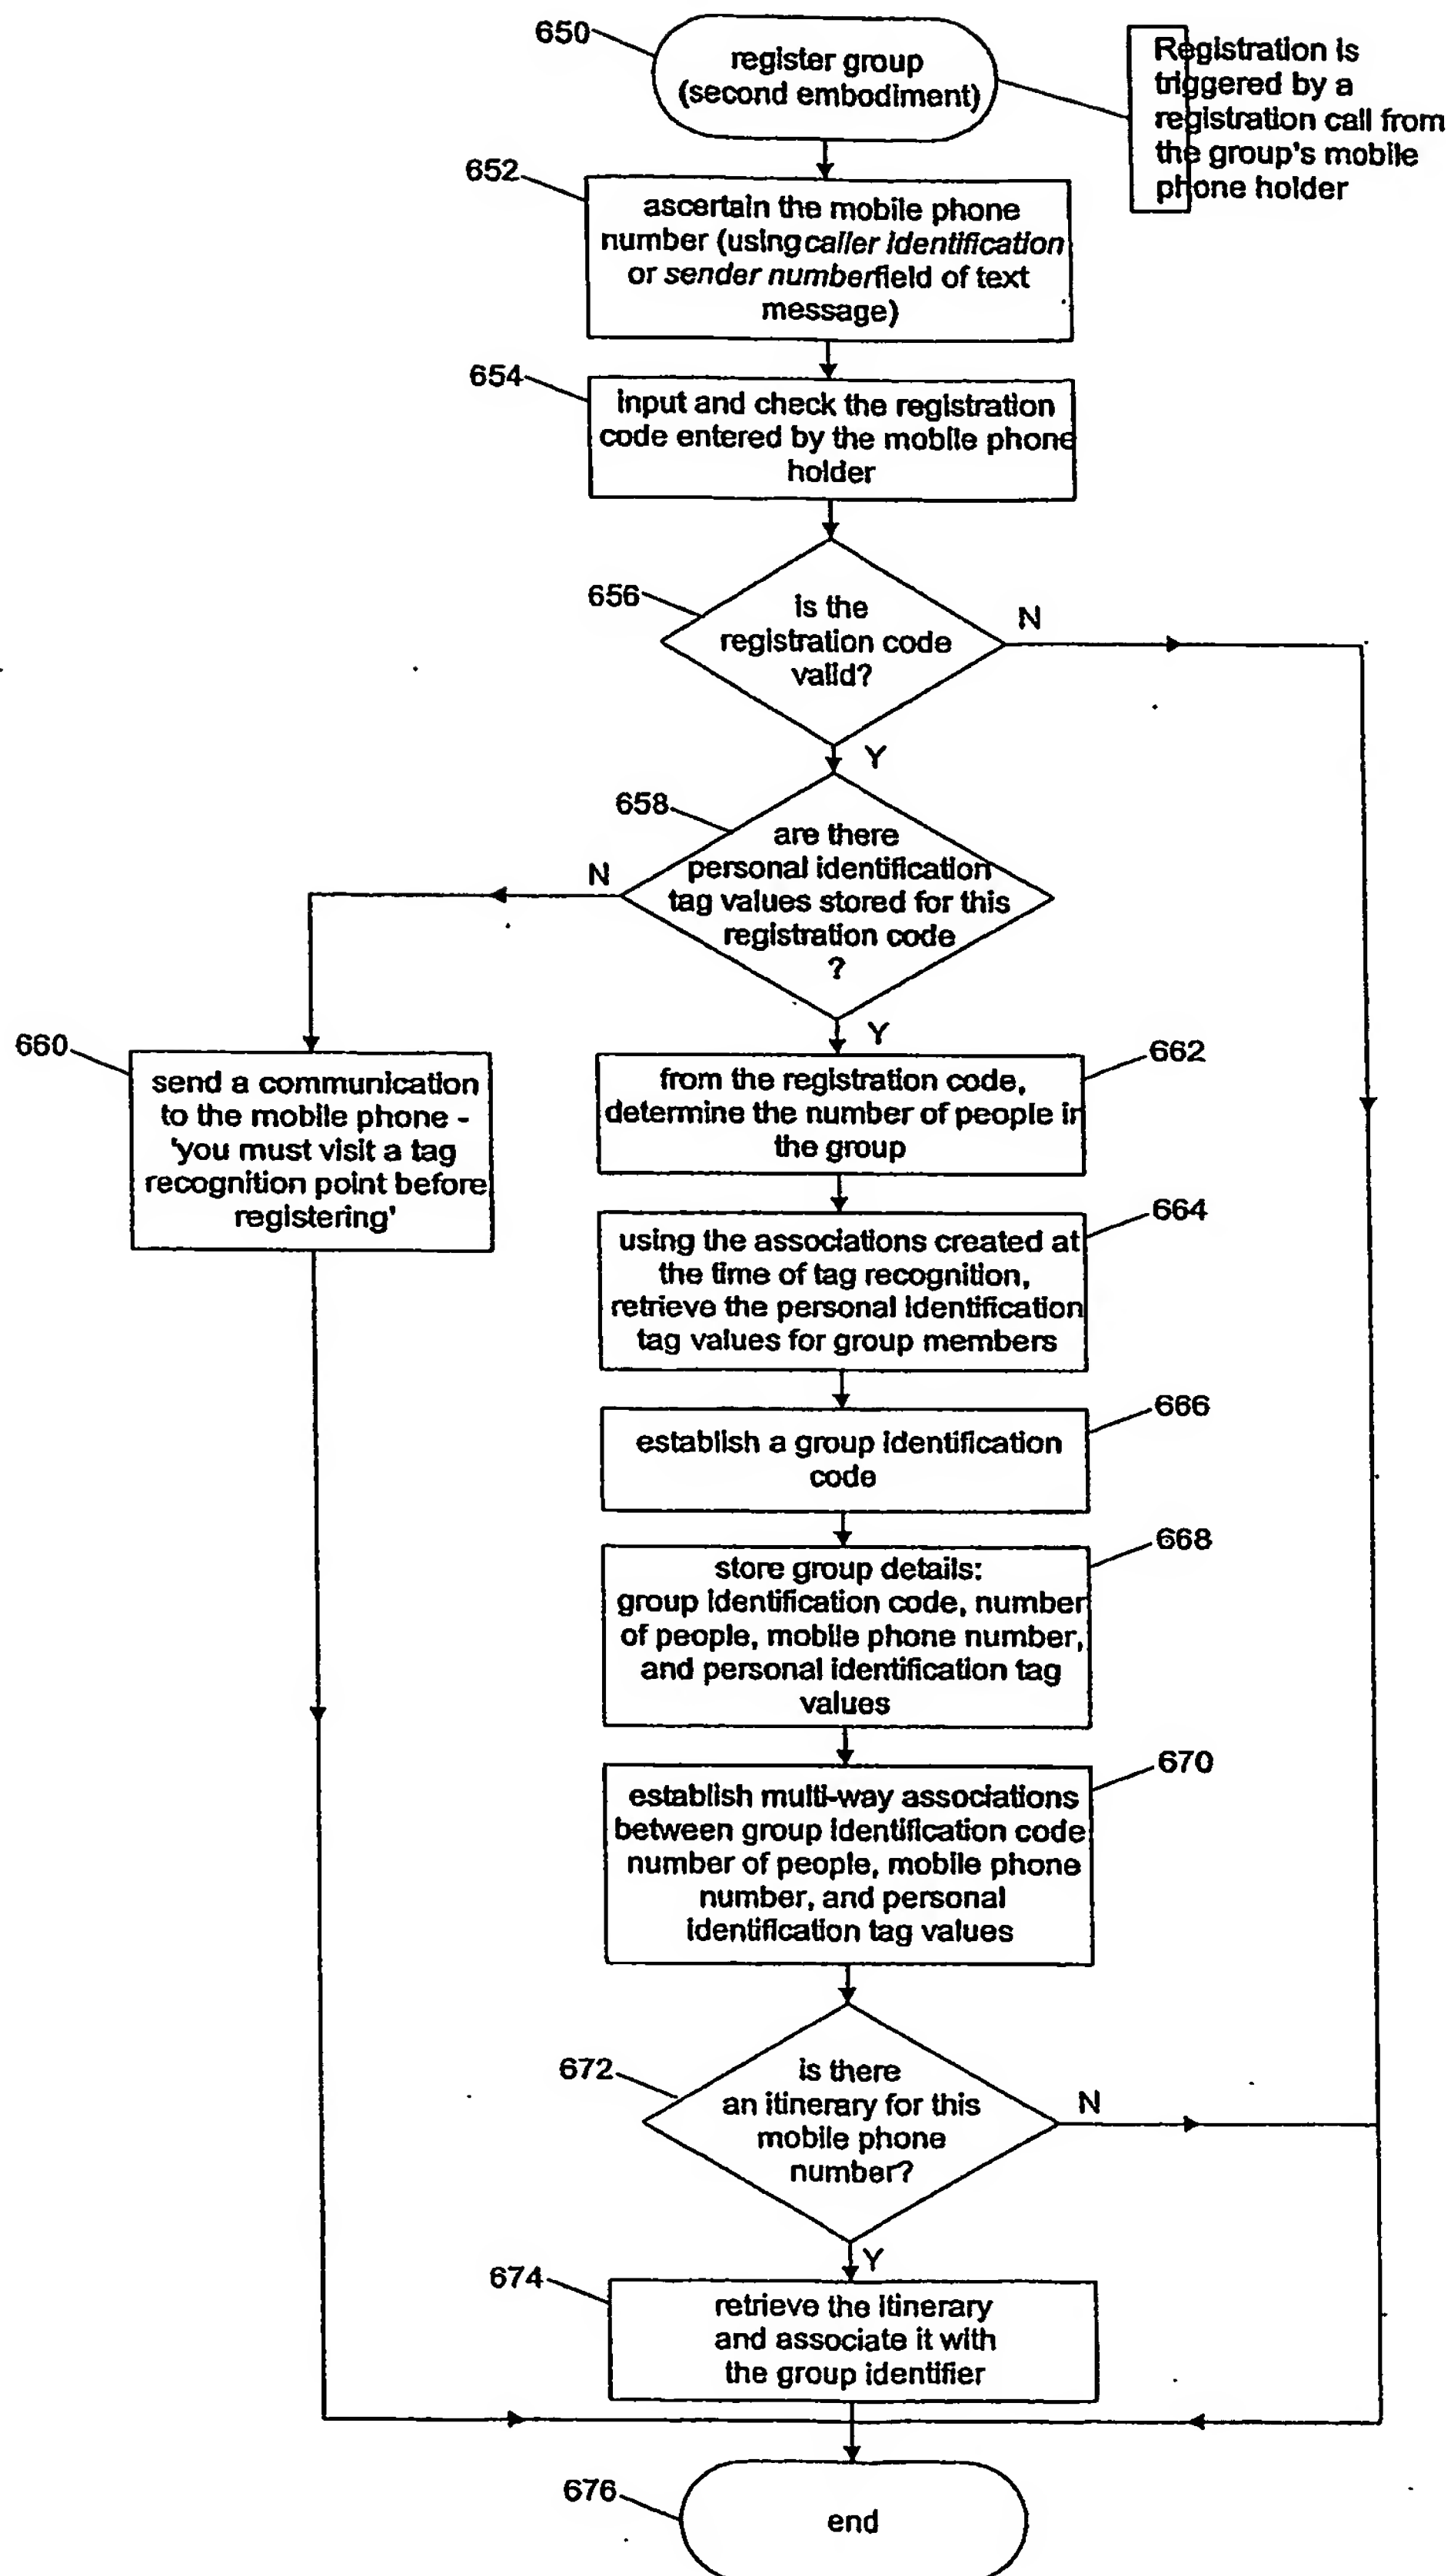 650
register group
(second embodiment)
Registration is
triggered by a
registration call from
the group's mobile
phone holder
652
ascertain the mobile phone
number (using caller identification
or sender number field of text
message)
654
input and check the registration
code entered by the mobile phone
holder
656
is the
registration code
valid?
N
Y
658
are there
personal identification
tag values stored for this
registration code
?
N
Y
660
send a communication
to the mobile phone -
'you must visit a tag
recognition point before
registering'
662
from the registration code,
determine the number of people in
the group
664
using the associations created at
the time of tag recognition,
retrieve the personal identification
tag values for group members
666
establish a group identification
code
668
store group details:
group identification code, number
of people, mobile phone number,
and personal identification tag
values
670
establish multi-way associations
between group identification code
number of people, mobile phone
number, and personal
identification tag values
672
is there
an itinerary for this
mobile phone
number?
N
Y
674
retrieve the itinerary
and associate it with
the group identifier
676
end